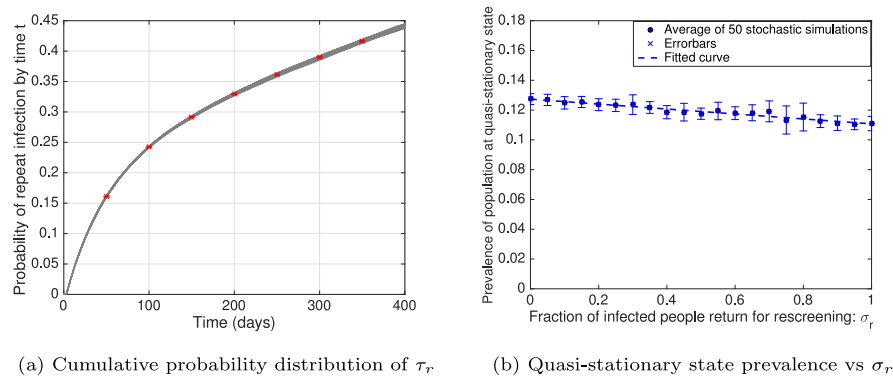 Probability of repeat infection by time t
0.45
0.4
0.35
0.3
0.25
0.2
0.15
0.1
0.05
0
0 100 200 300 400
Time (days)
(a) Cumulative probability distribution of τr
Prevalence of population at quasi-stationary state
0.2
0.18
0.16
0.14
0.12
0.1
0.08
0.06
0.04
0.02
0
Average of 50 stochastic simulations
Errorbars
Fitted curve
0 0.2 0.4 0.6 0.8 1
Fraction of infected people return for rescreening: σr
(b) Quasi-stationary state prevalence vs σr